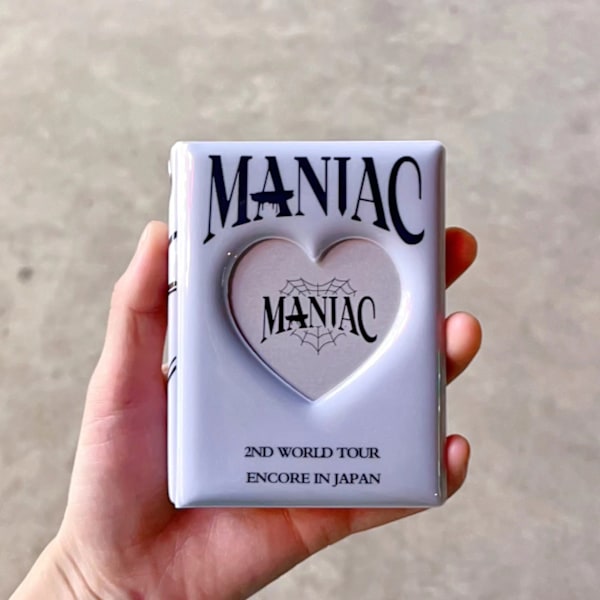 MANIAC
MANIAC
2ND WORLD TOUR
ENCORE IN JAPAN